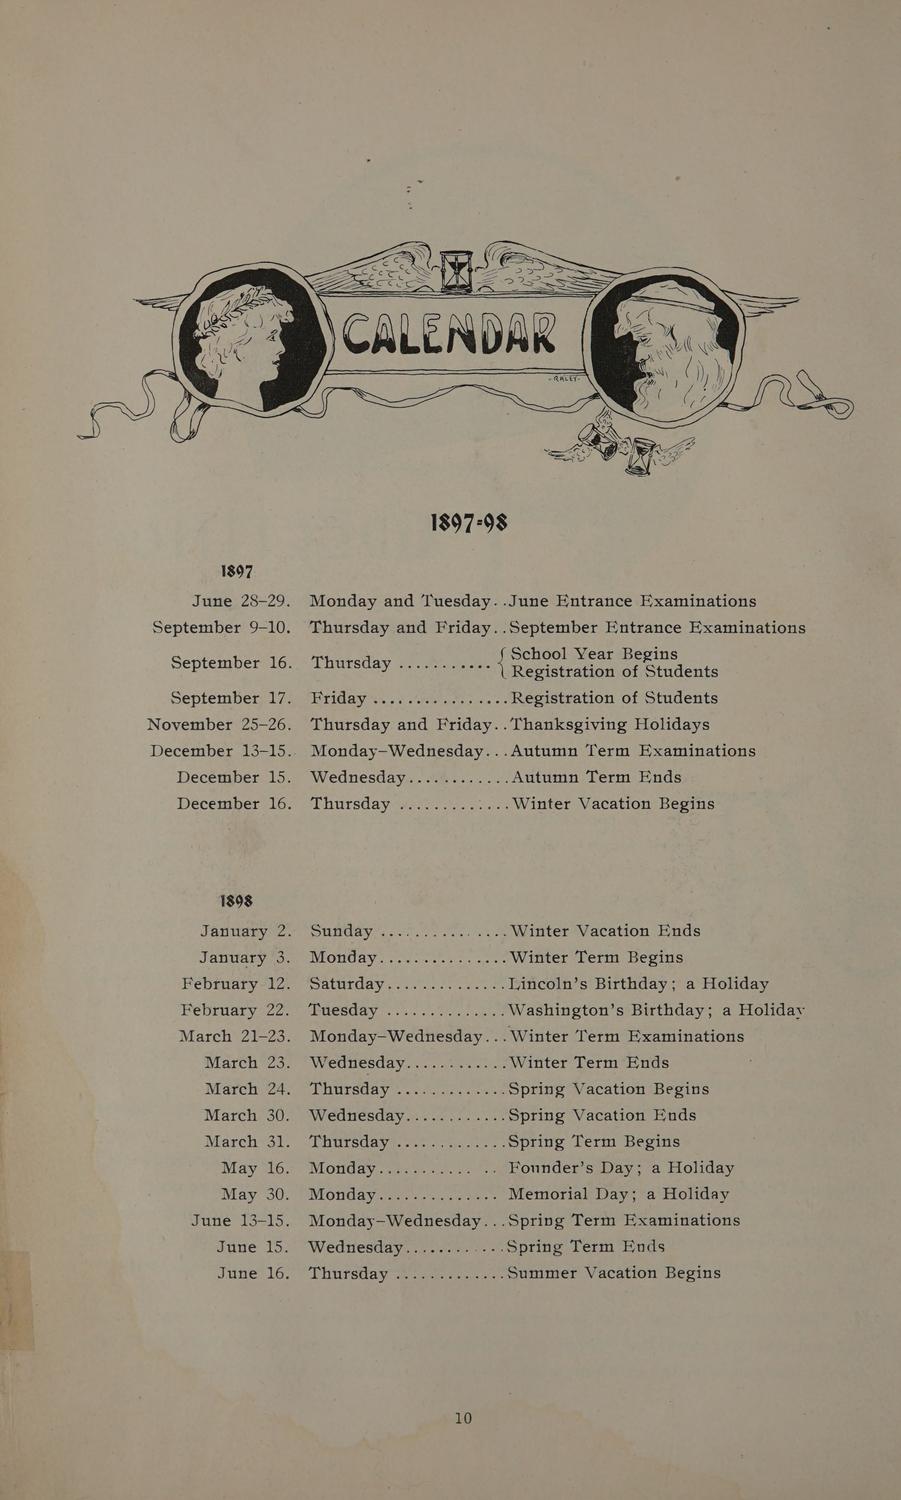 CALENDAR
-RALEY-
1897-98
1897
June 28–29. Monday and Tuesday..June Entrance Examinations
September 9–10. Thursday and Friday..September Entrance Examinations
September 16. Thursday ........... { School Year Begins
Registration of Students
September 17. Friday ................Registration of Students
November 25–26. Thursday and Friday..Thanksgiving Holidays
December 13–15. Monday–Wednesday...Autumn Term Examinations
December 15. Wednesday............Autumn Term Ends
December 16. Thursday .............Winter Vacation Begins
1898
January 2. Sunday ...............Winter Vacation Ends
January 3. Monday...............Winter Term Begins
February 12. Saturday..............Lincoln's Birthday; a Holiday
February 22. Tuesday ..............Washington's Birthday; a Holiday
March 21–23. Monday–Wednesday...Winter Term Examinations
March 23. Wednesday............Winter Term Ends
March 24. Thursday .............Spring Vacation Begins
March 30. Wednesday............Spring Vacation Ends
March 31. Thursday .............Spring Term Begins
May 16. Monday........... .. Founder's Day; a Holiday
May 30. Monday.............. Memorial Day; a Holiday
June 13–15. Monday–Wednesday...Spring Term Examinations
June 15. Wednesday............Spring Term Ends
June 16. Thursday .............Summer Vacation Begins
10